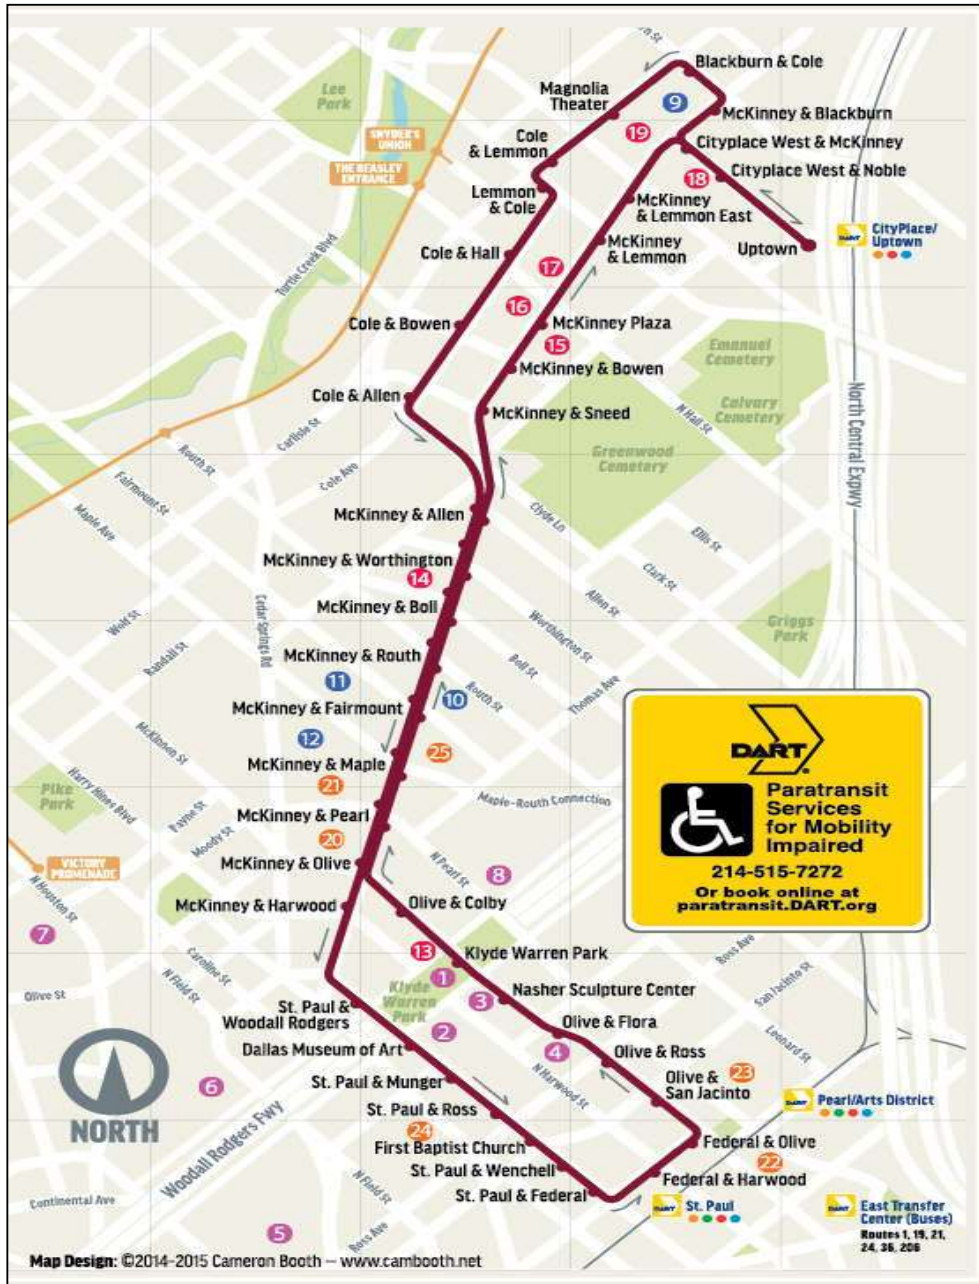 Blackburn & Cole
Magnolia
Theater
9
McKinney & Blackburn
Lee
Park
19
Cityplace West & McKinney
SNYDER'S
UNION
Cole
& Lemmon
THE BEASLEY
ENTRANCE
18
Cityplace West & Noble
Lemmon
& Cole
McKinney
& Lemmon East
DART
CityPlace/
Uptown
Uptown
Turtle Creek Blvd
Cole & Hall
McKinney
& Lemmon
17
16
Cole & Bowen
McKinney Plaza
15
Emanuel
Cemetery
McKinney & Bowen
Cole & Allen
McKinney & Sneed
N Hall St
Calvary
Cemetery
North Central Expwy
Carlisle St
Routh St
Greenwood
Cemetery
Cole Ave
Fairmount St
Maple Ave
McKinney & Allen
Clyde Ln
Ellis St
McKinney & Worthington
14
Clark St
Allen St
McKinney & Boll
Wolf St
Cedar Springs Rd
Worthington St
Griggs
Park
Randall St
McKinney & Routh
Boll St
11
Routh St
Thomas Ave
10
McKinney & Fairmount
12
McKinnon St
25
McKinney & Maple
21
Pike
Park
Harry Hines Blvd
Maple-Routh Connection
Payne St
McKinney & Pearl
Moody St
20
McKinney & Olive
N Pearl St
8
VICTORY
PROMENADE
N Houston St
McKinney & Harwood
Olive & Colby
DART
Paratransit
Services
for Mobility
Impaired
214-515-7272
Or book online at
paratransit.DART.org
7
13
Klyde Warren Park
Ross Ave
Caroline St
N Field St
1
San Jacinto St
Olive St
Klyde
Warren
Park
3
Nasher Sculpture Center
St. Paul &
Woodall Rodgers
2
Olive & Flora
Leonard St
Dallas Museum of Art
4
Olive & Ross
N Harwood St
23
Olive &
San Jacinto
6
St. Paul & Munger
DART
Pearl/Arts District
St. Paul & Ross
NORTH
24
Woodall Rodgers Fwy
First Baptist Church
Federal & Olive
22
St. Paul & Wenchell
Federal & Harwood
N Field St
St. Paul & Federal
Continental Ave
DART
St. Paul
DART
East Transfer
Center (Buses)
Routes 1, 19, 21,
24, 36, 206
5
Ross Ave
Map Design: ©2014-2015 Cameron Booth – www.cambooth.net